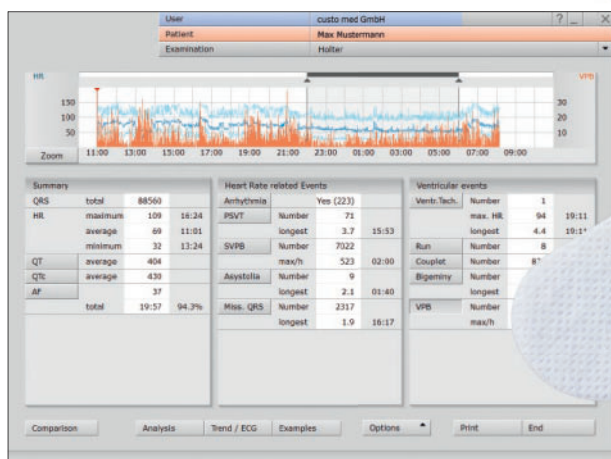 User custo med GmbH ? _ X
Patient Max Mustermann
Examination Holter
HR VPB
150 30
100 20
50 10
Zoom 11:00 13:00 15:00 17:00 19:00 21:00 23:00 01:00 03:00 05:00 07:00 09:00
Summary Heart Rate related Events Ventricular events
QRS total 88560 Arrhythmia Yes (223) Ventr.Tach. Number 1
HR maximum 109 16:24 PSVT Number 71 max. HR 94 19:11
average 69 11:01 longest 3.7 15:53 longest 4.4
minimum 32 13:24 SVPB Number 7022 Run Number 8
QT average 404 max/h 523 02:00 Couplet Number
QTc average 430 Asystolia Number 9 Bigeminy Number
AF 37 longest 2.1 01:40 longest
total 19:57 94.3% Miss. QRS Number 2317 VPB Number
longest 1.9 16:17 max/h
Comparison Analysis Trend / ECG Examples Options Print End